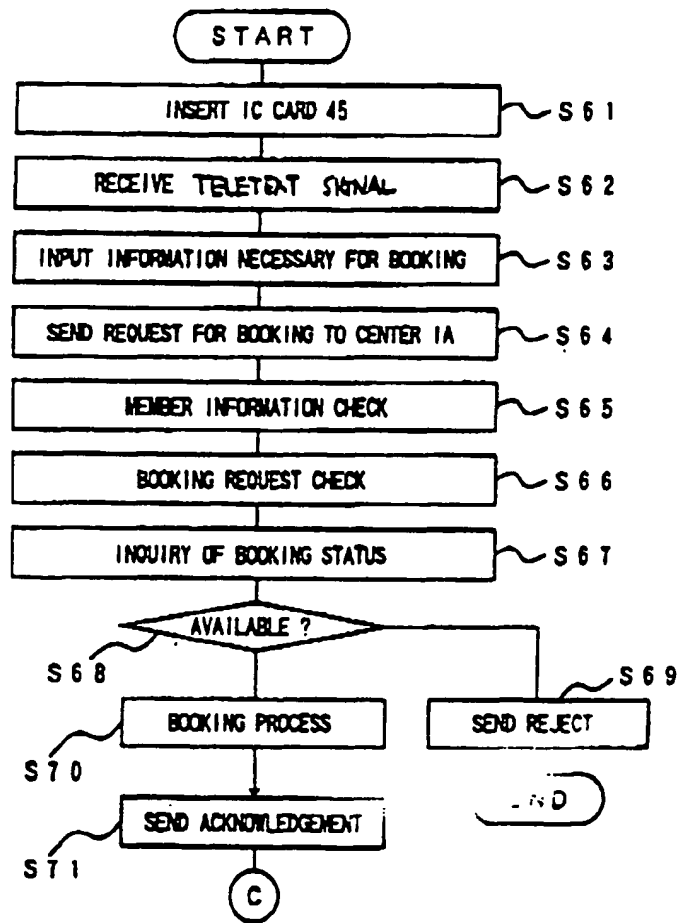 START
INSERT IC CARD 45
S61
RECEIVE TELETEXT SIGNAL
S62
INPUT INFORMATION NECESSARY FOR BOOKING
S63
SEND REQUEST FOR BOOKING TO CENTER 1A
S64
MEMBER INFORMATION CHECK
S65
BOOKING REQUEST CHECK
S66
INQUIRY OF BOOKING STATUS
S67
AVAILABLE ?
S68
S69
BOOKING PROCESS
SEND REJECT
S70
SEND ACKNOWLEDGEMENT
S71
C